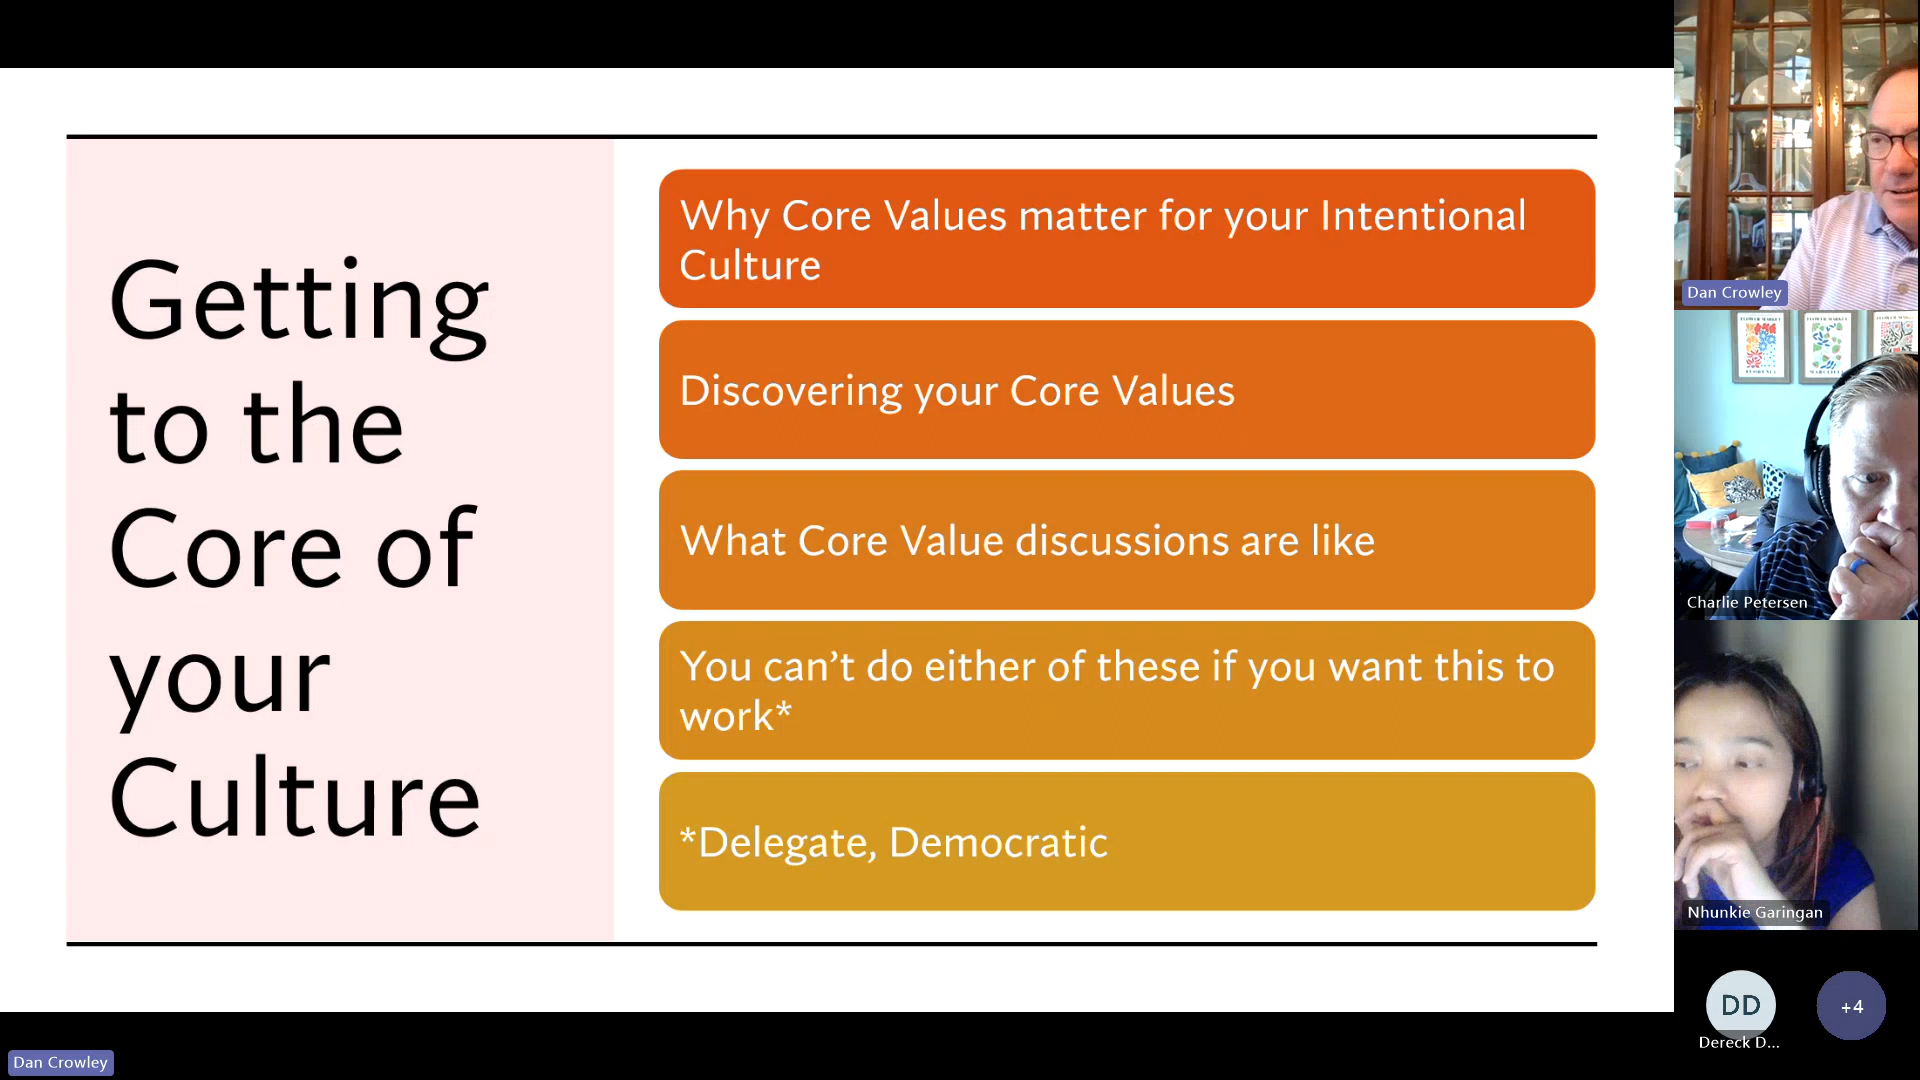 Getting
to the
Core of
your
Culture
Why Core Values matter for your Intentional
Culture
Discovering your Core Values
What Core Value discussions are like
You can’t do either of these if you want this to
work*
*Delegate, Democratic
Dan Crowley
Charlie Petersen
Nhunkie Garingan
DD
Dereck D...
+4
Dan Crowley